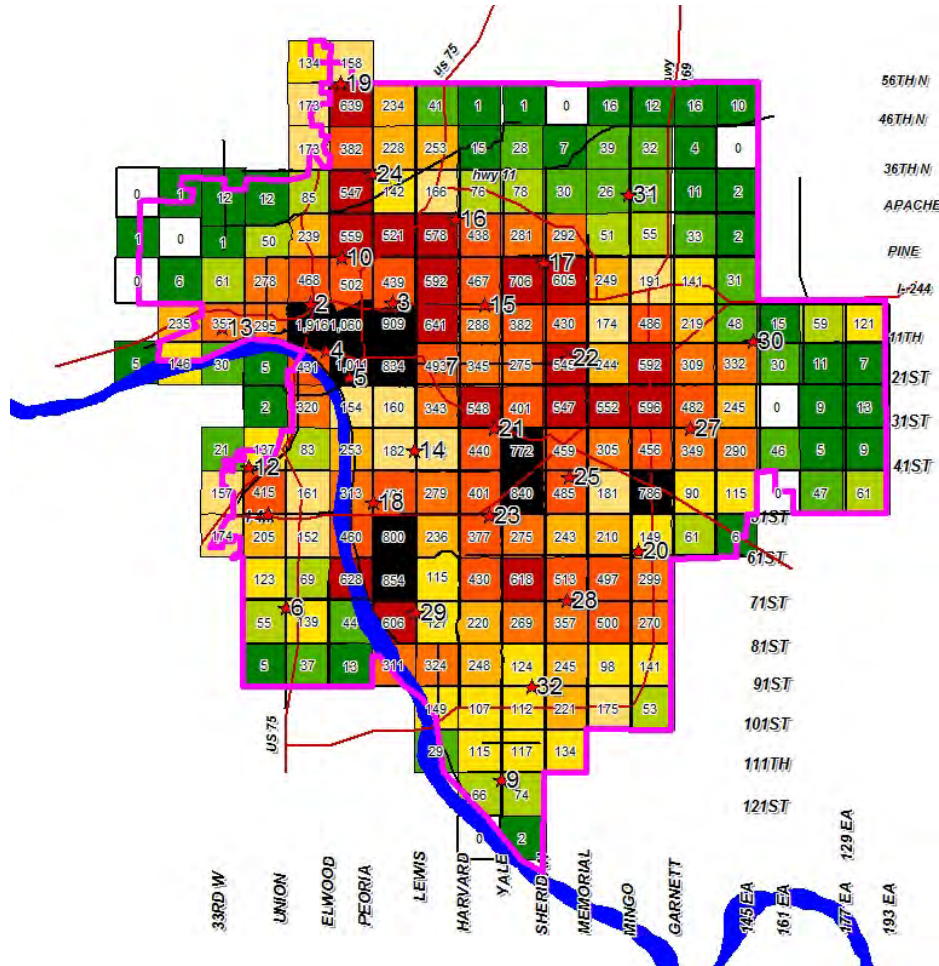 us 75
hwy
69
134 158
19
56TH N
173 639 234 41 1 1 0 16 12 16 10
46TH N
173 382 228 253 15 28 7 39 32 4 0
36TH N
24
hwy 11
0 1 12 12 85 547 142 166 76 78 30 26 31 11 2
APACHE
1 0 1 50 239 559 521 578 16 438 281 292 51 55 33 2
PINE
10 17
0 6 61 278 468 502 439 592 467 706 605 249 191 141 31
I-244
2 3 15
235 13 295 1,916 1,060 909 641 288 382 430 174 486 219 48 15 59 121
11TH
4 30
5 146 30 5 431 834 493 7 345 275 22 244 592 309 332 30 11 7
5
21ST
2 320 154 160 343 548 401 547 552 596 482 245 0 9 13
31ST
21 27
21 137 83 253 182 14 440 772 459 305 456 349 290 46 5 9
41ST
12 25
157 415 161 313 18 279 401 840 485 181 786 90 115 0 47 61
23
51ST
174 205 152 460 800 236 377 275 243 210 149 61 6
20
61ST
123 69 628 854 115 430 618 513 497 299
71ST
6 28
55 139 44 606 29 127 220 269 357 500 270
81ST
5 37 13 311 324 248 124 245 98 141
91ST
32
149 107 112 221 175 53
101ST
US 75
29 115 117 134
111TH
9
66 74
121ST
0 2
33RD W
UNION
ELWOOD
PEORIA
LEWIS
HARVARD
YALE
MEMORIAL
MINGO
GARNETT
145 EA
161 EA
129 EA
177 EA
193 EA